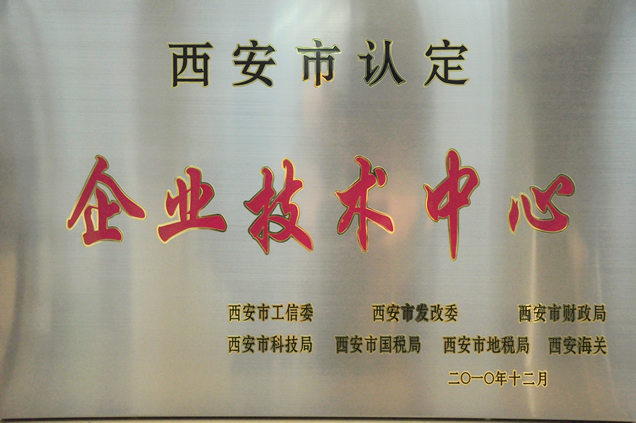 西安市认定
企业技术中心
西安市工信委 西安市发改委 西安市财政局
西安市科技局 西安市国税局 西安市地税局 西安海关
二〇一〇年十二月